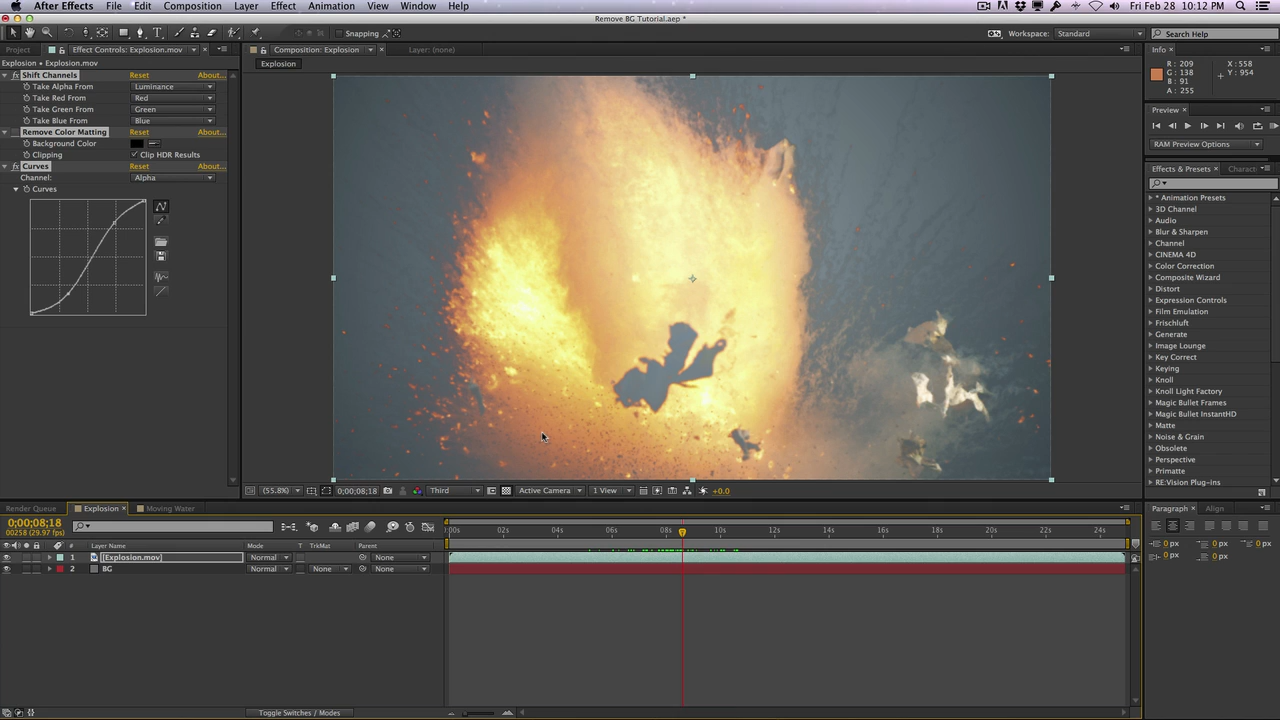 After Effects File Edit Composition Layer Effect Animation View Window Help Fri Feb 28 10:12 PM
Remove BG Tutorial.aep *
Snapping Workspace: Standard Search Help
Project Effect Controls: Explosion.mov Composition: Explosion Layer: (none) Info
Explosion • Explosion.mov Explosion
Shift Channels Reset About...
Take Alpha From Luminance
Take Red From Red
Take Green From Green
Take Blue From Blue
Remove Color Matting Reset About...
Background Color
Clipping Clip HDR Results
Curves Reset About...
Channel: Alpha
Curves
R : 209 X : 558
G : 138 Y : 954
B : 91
A : 255
Preview
RAM Preview Options
Effects & Presets Charact
* Animation Presets
3D Channel
Audio
Blur & Sharpen
Channel
CINEMA 4D
Color Correction
Composite Wizard
Distort
Expression Controls
Film Emulation
Frischluft
Generate
Image Lounge
Key Correct
Keying
Knoll
Knoll Light Factory
Magic Bullet Frames
Magic Bullet InstantHD
Matte
Noise & Grain
Obsolete
Perspective
Primatte
RE:Vision Plug-ins
(55.8%) 0;00;08;18 Third Active Camera 1 View +0.0
Render Queue Explosion Moving Water
0;00;08;18
00258 (29.97 fps)
:00s 02s 04s 06s 08s 10s 12s 14s 16s 18s 20s 22s 24s
# Layer Name Mode T TrkMat Parent
1 [Explosion.mov] Normal None
2 BG Normal None None
Toggle Switches / Modes
Paragraph Align
0 px 0 px 0 px
0 px 0 px